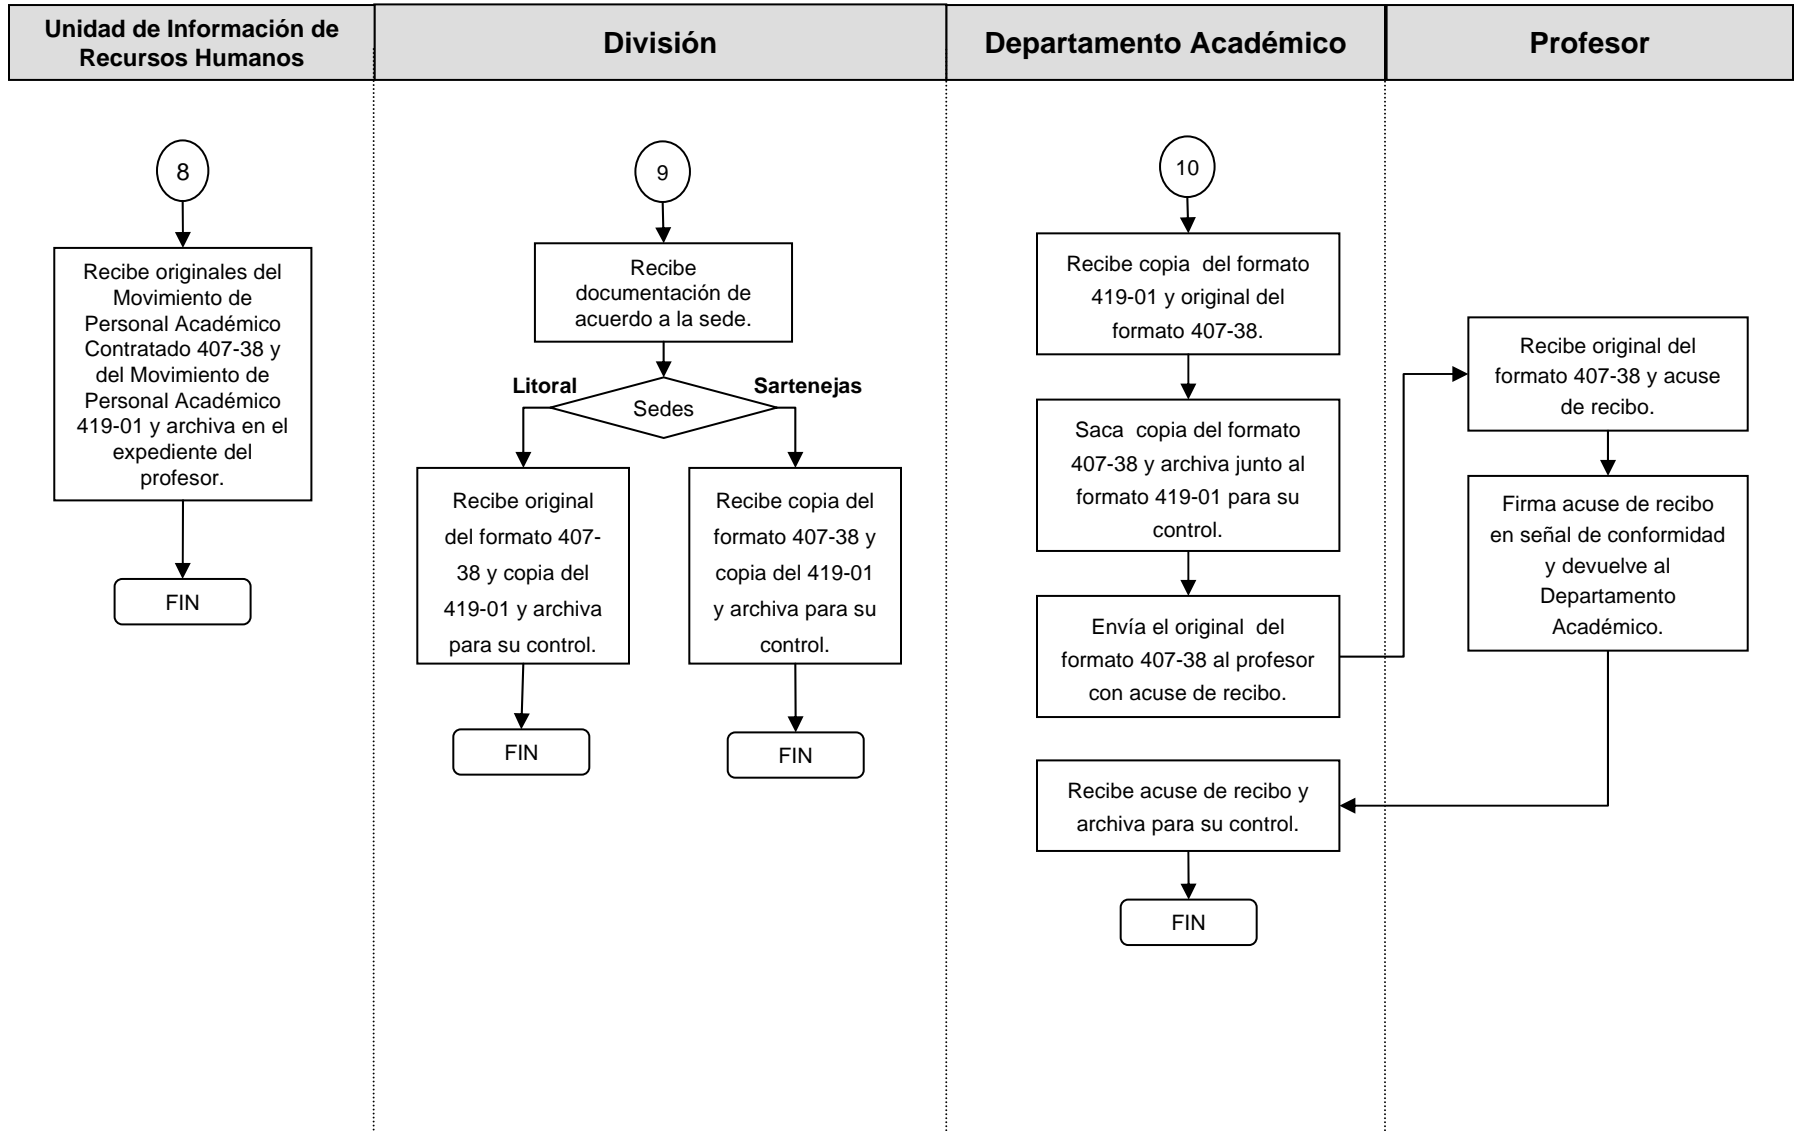 Unidad de Información de
Recursos Humanos
División
Departamento Académico
Profesor
8
Recibe originales del
Movimiento de
Personal Académico
Contratado 407-38 y
del Movimiento de
Personal Académico
419-01 y archiva en el
expediente del
profesor.
FIN
9
Recibe
documentación de
acuerdo a la sede.
Litoral
Sartenejas
Sedes
Recibe original
del formato 407-
38 y copia del
419-01 y archiva
para su control.
FIN
Recibe copia del
formato 407-38 y
copia del 419-01
y archiva para su
control.
FIN
10
Recibe copia  del formato
419-01 y original del
formato 407-38.
Saca  copia del formato
407-38 y archiva junto al
formato 419-01 para su
control.
Envía el original  del
formato 407-38 al profesor
con acuse de recibo.
Recibe original del
formato 407-38 y acuse
de recibo.
Firma acuse de recibo
en señal de conformidad
y devuelve al
Departamento
Académico.
Recibe acuse de recibo y
archiva para su control.
FIN